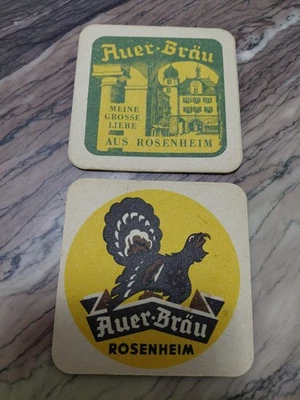 Auer-Bräu
MEINE
GROSSE
LIEBE
AUS ROSENHEIM
Auer-Bräu
ROSENHEIM